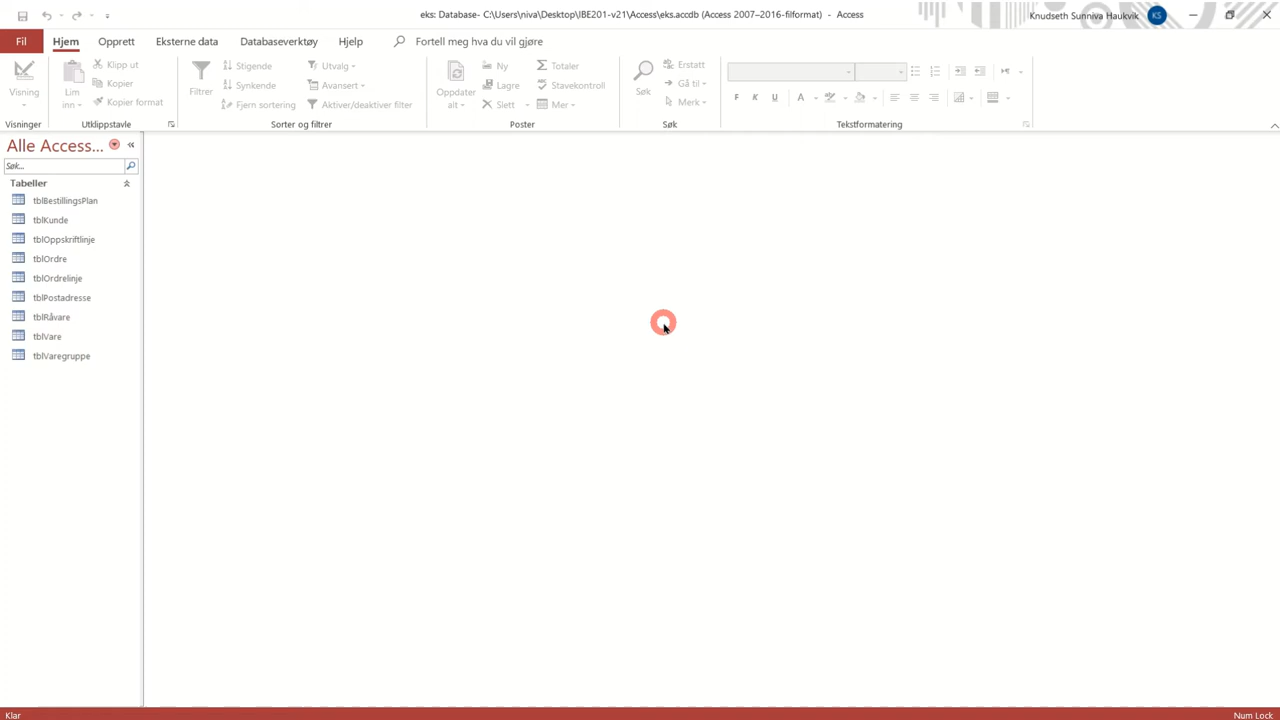 eks: Database- C:\Users\niva\Desktop\IBE201-v21\Access\eks.accdb (Access 2007–2016-filformat) - Access
Knudseth Sunniva Haukvik KS
Fil Hjem Opprett Eksterne data Databaseverktøy Hjelp Fortell meg hva du vil gjøre
Visning
Visninger
Lim inn
Klipp ut
Kopier
Kopier format
Utklippstavle
Filtrer
Stigende
Synkende
Fjern sortering
Utvalg
Avansert
Aktiver/deaktiver filter
Sorter og filtrer
Oppdater alt
Ny
Lagre
Slett
Totaler
Stavekontroll
Mer
Poster
Søk
Erstatt
Gå til
Merk
Søk
F K U A
Tekstformatering
Alle Access...
Søk...
Tabeller
tblBestillingsPlan
tblKunde
tblOppskriftlinje
tblOrdre
tblOrdrelinje
tblPostadresse
tblRåvare
tblVare
tblVaregruppe
Klar
Num Lock